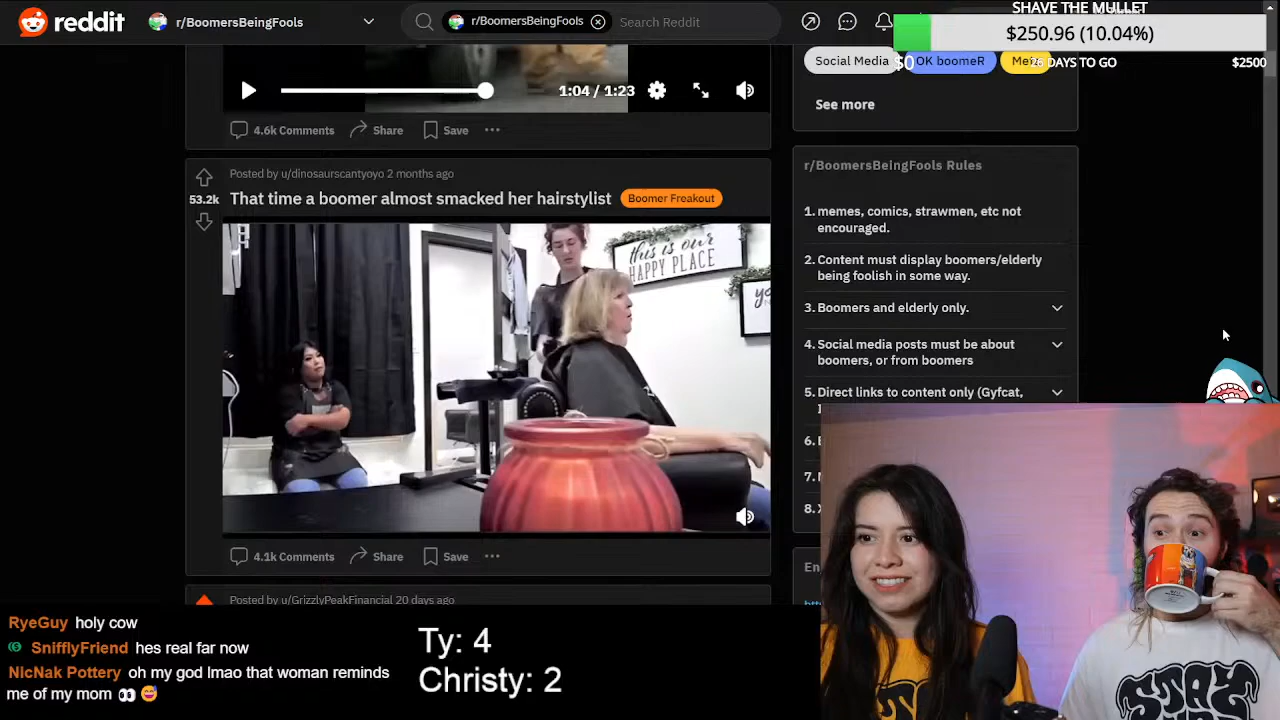 reddit
r/BoomersBeingFools
r/BoomersBeingFools
Search Reddit
SHAVE THE MULLET
$250.96 (10.04%)
$0
DAYS TO GO
$2500
Social Media
OK boomeR
See more
1:04 / 1:23
4.6k Comments
Share
Save
Posted by u/dinosaurscantyoyo 2 months ago
53.2k
That time a boomer almost smacked her hairstylist
Boomer Freakout
this is our
HAPPY PLACE
4.1k Comments
Share
Save
Posted by u/GrizzlyPeakFinancial 20 days ago
r/BoomersBeingFools Rules
1. memes, comics, strawmen, etc not
encouraged.
2. Content must display boomers/elderly
being foolish in some way.
3. Boomers and elderly only.
4. Social media posts must be about
boomers, or from boomers
5. Direct links to content only (Gyfcat,
6.
7.
8.
RyeGuy holy cow
SnifflyFriend hes real far now
NicNak Pottery oh my god lmao that woman reminds
me of my mom 👀 😅
Ty: 4
Christy: 2
STAY